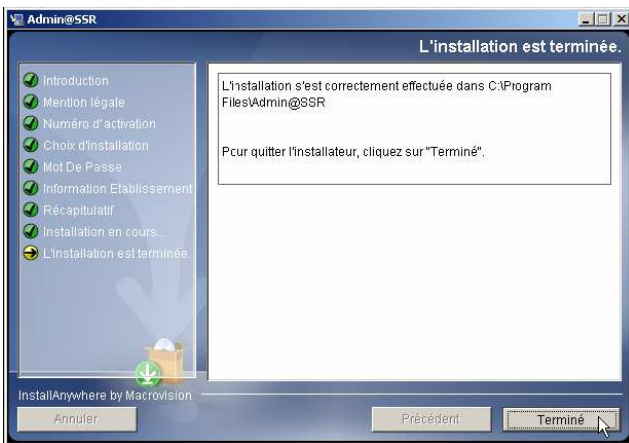 Admin@SSR
L'installation est terminée.
Introduction
Mention légale
Numéro d'activation
Choix d'installation
Mot De Passe
Information Etablissement
Récapitulatif
Installation en cours...
L'installation est terminée.
L'installation s'est correctement effectuée dans C:\Program
Files\Admin@SSR
Pour quitter l'installateur, cliquez sur "Terminé".
InstallAnywhere by Macrovision
Annuler
Précédent
Terminé